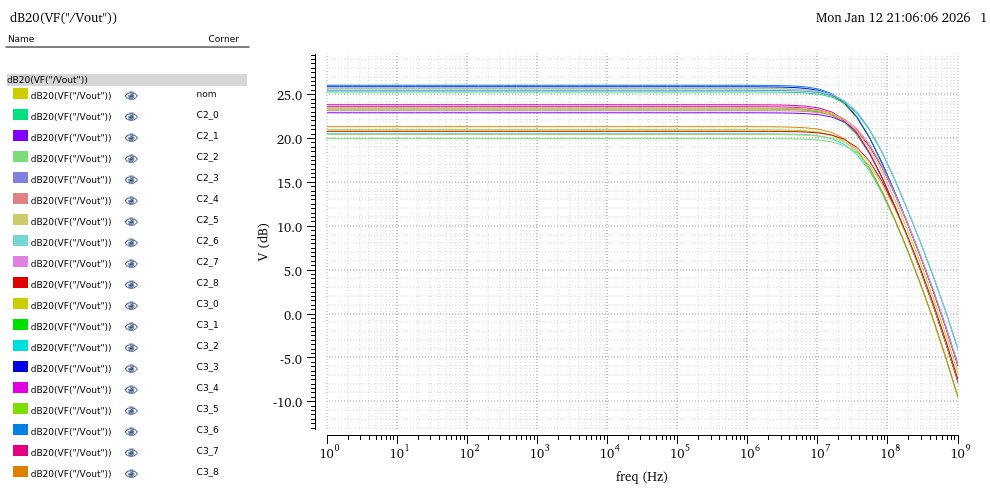 dB20(VF("/Vout"))
Mon Jan 12 21:06:06 2026 1
Name Corner
dB20(VF("/Vout"))
dB20(VF("/Vout")) nom
dB20(VF("/Vout")) C2_0
dB20(VF("/Vout")) C2_1
dB20(VF("/Vout")) C2_2
dB20(VF("/Vout")) C2_3
dB20(VF("/Vout")) C2_4
dB20(VF("/Vout")) C2_5
dB20(VF("/Vout")) C2_6
dB20(VF("/Vout")) C2_7
dB20(VF("/Vout")) C2_8
dB20(VF("/Vout")) C3_0
dB20(VF("/Vout")) C3_1
dB20(VF("/Vout")) C3_2
dB20(VF("/Vout")) C3_3
dB20(VF("/Vout")) C3_4
dB20(VF("/Vout")) C3_5
dB20(VF("/Vout")) C3_6
dB20(VF("/Vout")) C3_7
dB20(VF("/Vout")) C3_8
V (dB)
25.0
20.0
15.0
10.0
5.0
0.0
-5.0
-10.0
10⁰ 10¹ 10² 10³ 10⁴ 10⁵ 10⁶ 10⁷ 10⁸ 10⁹
freq (Hz)